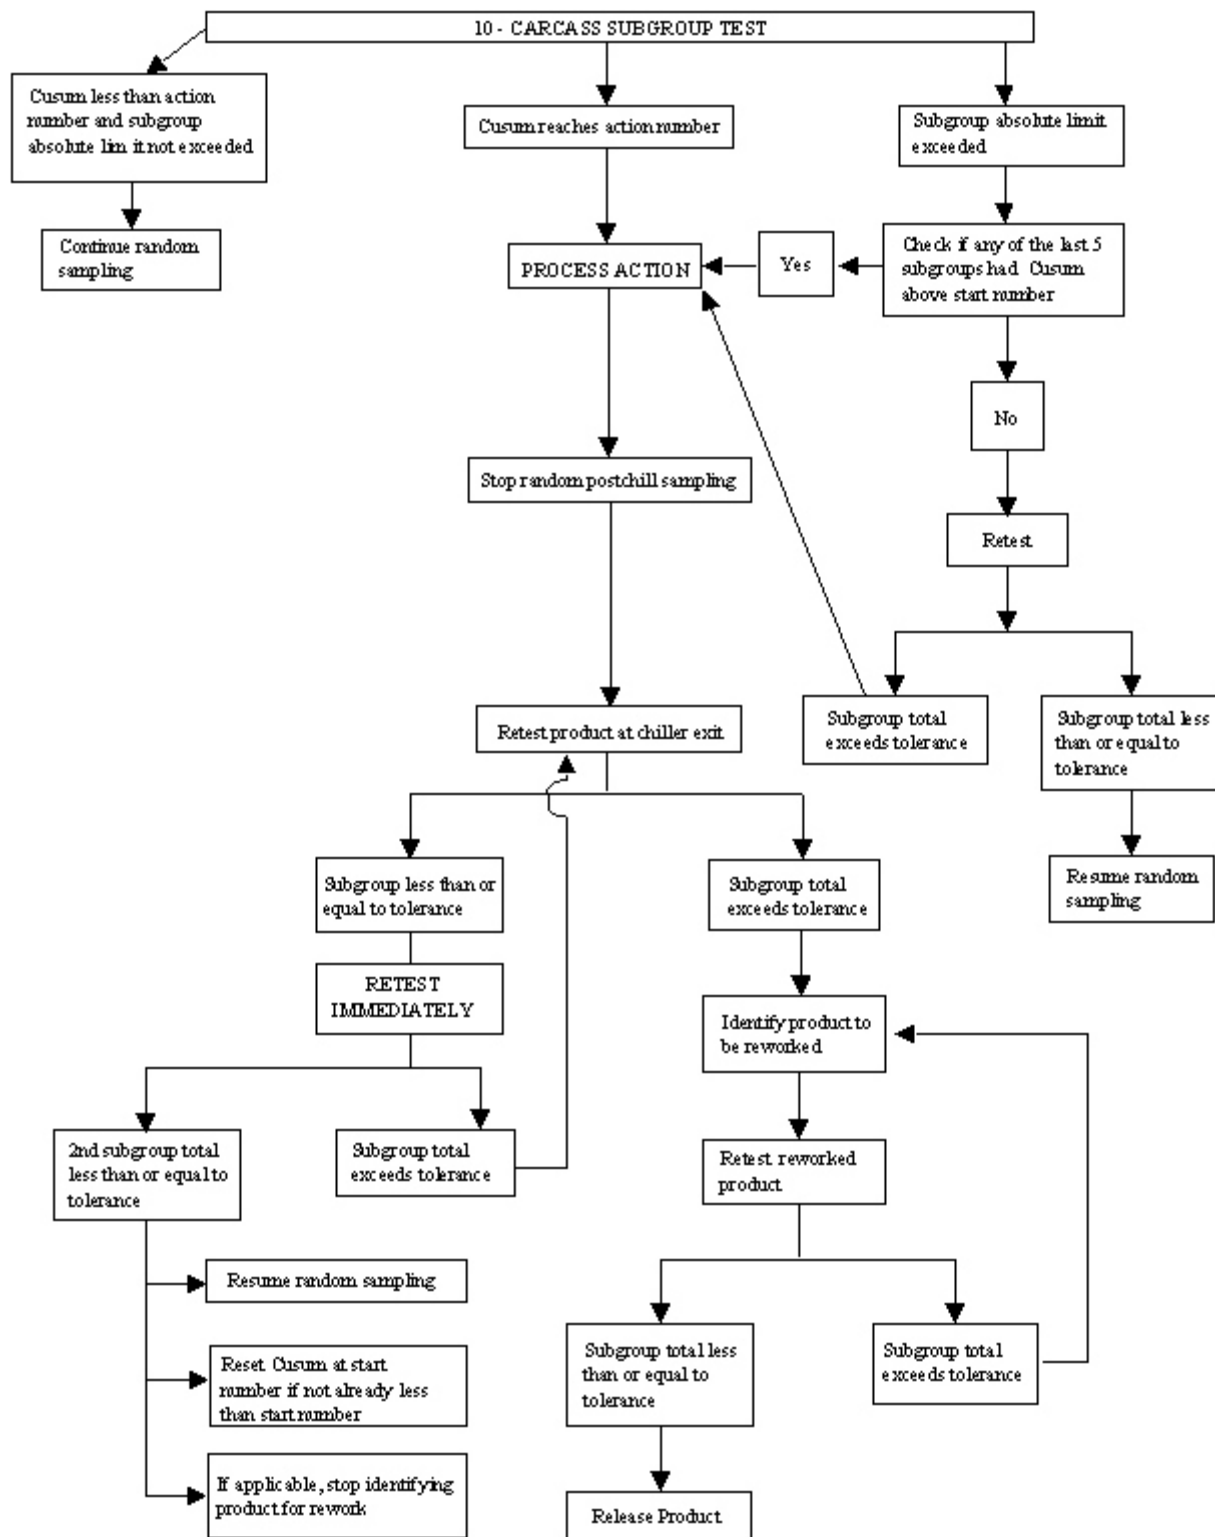 10 - CARCASS SUBGROUP TEST
Cusum less than action
number and subgroup
absolute lim it not exceeded
Cusum reaches action number
Subgroup absolute limit
exceeded
Continue random
sampling
PROCESS ACTION
Yes
Check if any of the last 5
subgroups had Cusum
above start number
No
Stop random postchill sampling
Retest
Retest product at chiller exit
Subgroup total
exceeds tolerance
Subgroup total less
than or equal to
tolerance
Subgroup less than or
equal to tolerance
Subgroup total
exceeds tolerance
Resume random
sampling
RETEST
IMMEDIATELY
Identify product to
be reworked
2nd subgroup total
less than or equal to
tolerance
Subgroup total
exceeds tolerance
Retest reworked
product
Resume random sampling
Reset Cusum at start
number if not already less
than start number
Subgroup total less
than or equal to
tolerance
Subgroup total
exceeds tolerance
If applicable, stop identifying
product for rework
Release Product